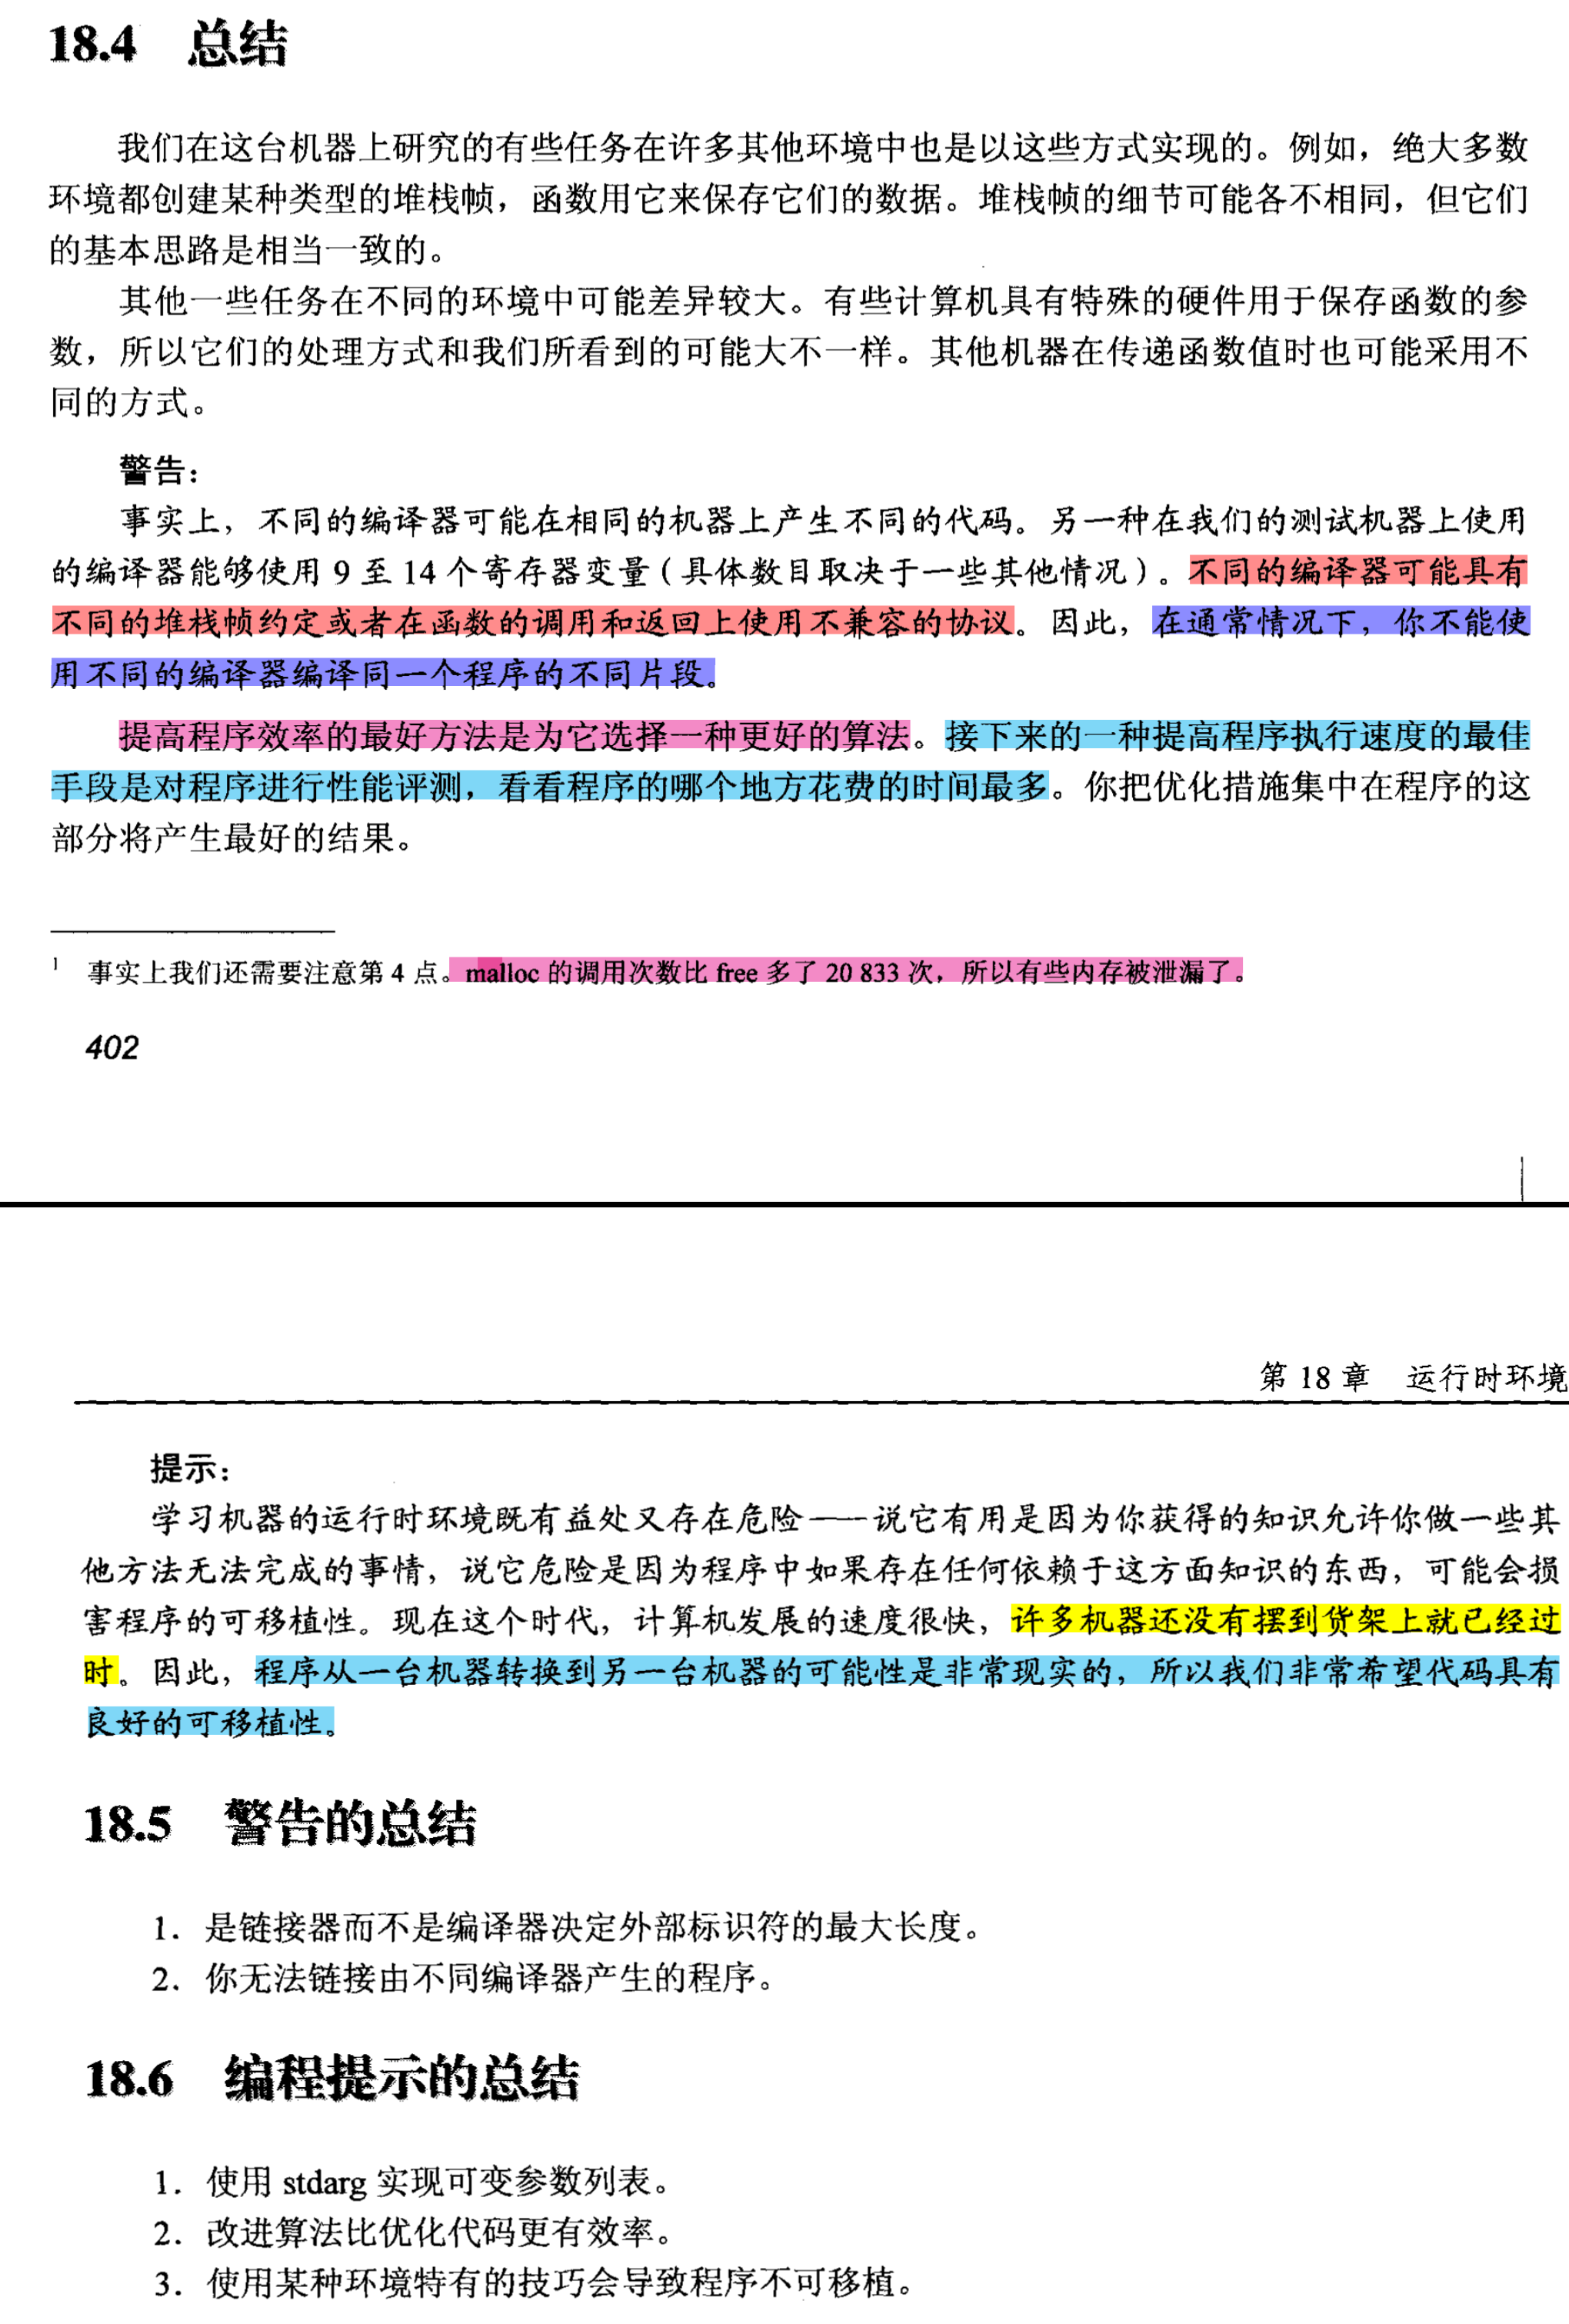 18.4 总结
我们在这台机器上研究的有些任务在许多其他环境中也是以这些方式实现的。例如，绝大多数
环境都创建某种类型的堆栈帧，函数用它来保存它们的数据。堆栈帧的细节可能各不相同，但它们
的基本思路是相当一致的。
其他一些任务在不同的环境中可能差异较大。有些计算机具有特殊的硬件用于保存函数的参
数，所以它们的处理方式和我们所看到的可能大不一样。其他机器在传递函数值时也可能采用不
同的方式。
警告：
事实上，不同的编译器可能在相同的机器上产生不同的代码。另一种在我们的测试机器上使用
的编译器能够使用 9 至 14 个寄存器变量（具体数目取决于一些其他情况）。不同的编译器可能具有
不同的堆栈帧约定或者在函数的调用和返回上使用不兼容的协议。因此，在通常情况下，你不能使
用不同的编译器编译同一个程序的不同片段。
提高程序效率的最好方法是为它选择一种更好的算法。接下来的一种提高程序执行速度的最佳
手段是对程序进行性能评测，看看程序的哪个地方花费的时间最多。你把优化措施集中在程序的这
部分将产生最好的结果。
1 事实上我们还需要注意第 4 点。malloc 的调用次数比 free 多了 20 833 次，所以有些内存被泄漏了。
402
第 18 章 运行时环境
提示：
学习机器的运行时环境既有益处又存在危险——说它有用是因为你获得的知识允许你做一些其
他方法无法完成的事情，说它危险是因为程序中如果存在任何依赖于这方面知识的东西，可能会损
害程序的可移植性。现在这个时代，计算机发展的速度很快，许多机器还没有摆到货架上就已经过
时。因此，程序从一台机器转换到另一台机器的可能性是非常现实的，所以我们非常希望代码具有
良好的可移植性。
18.5 警告的总结
1．是链接器而不是编译器决定外部标识符的最大长度。
2．你无法链接由不同编译器产生的程序。
18.6 编程提示的总结
1．使用 stdarg 实现可变参数列表。
2．改进算法比优化代码更有效率。
3．使用某种环境特有的技巧会导致程序不可移植。